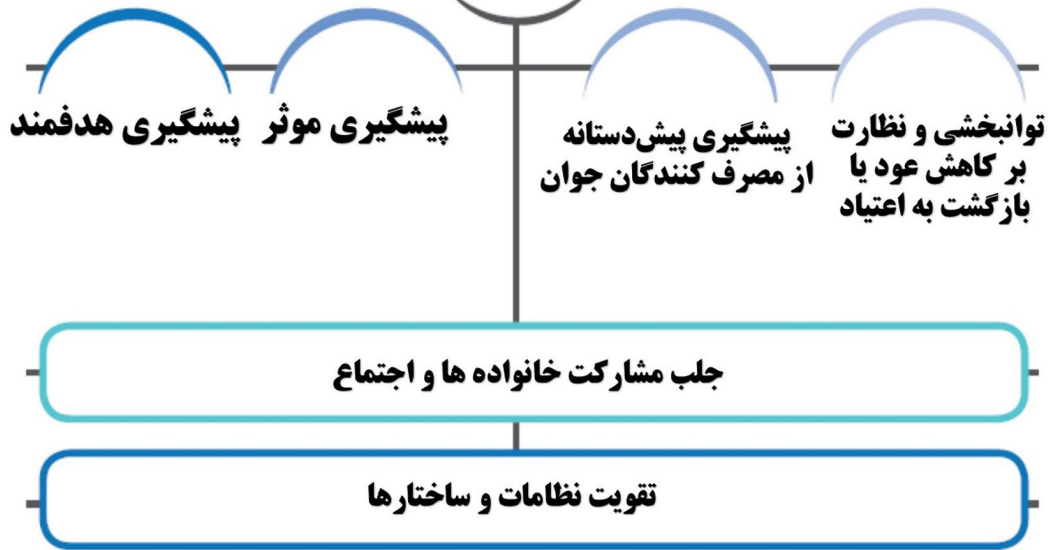 توانبخشی و نظارت
بر کاهش عود یا
بازگشت به اعتیاد
پیشگیری پیش‌دستانه
از مصرف کنندگان جوان
پیشگیری موثر
پیشگیری هدفمند
جلب مشارکت خانواده ها و اجتماع
تقویت نظامات و ساختارها